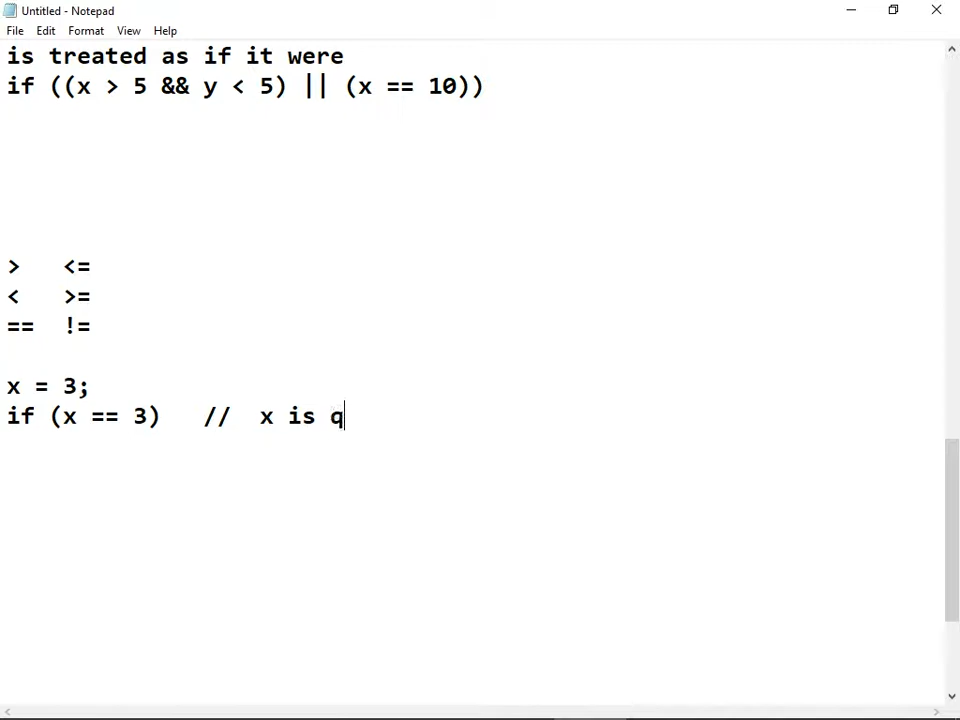 Untitled - Notepad
File Edit Format View Help
is treated as if it were
if ((x > 5 && y < 5) || (x == 10))
> <=
< >=
== !=
x = 3;
if (x == 3) // x is q